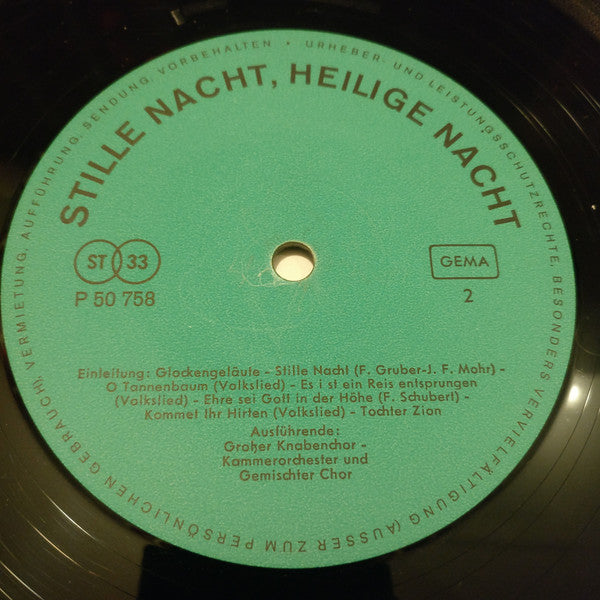 URHEBER- UND LEISTUNGSSCHUTZRECHTE, BESONDERS VERVIELFÄLTIGUNG (AUSSER ZUM PERSÖNLICHEN GEBRAUCH), VERMIETUNG, AUFFÜHRUNG, SENDUNG, VORBEHALTEN •
STILLE NACHT, HEILIGE NACHT
ST 33
P 50 758
GEMA
2
Einleitung: Glockengeläute - Stille Nacht (F. Gruber-J. F. Mohr) -
O Tannenbaum (Volkslied) - Es i st ein Reis entsprungen
(Volkslied) - Ehre sei Gott in der Höhe (F. Schubert) -
Kommet Ihr Hirten (Volkslied) - Tochter Zion
Ausführende:
Großer Knabenchor -
Kammerorchester und
Gemischter Chor